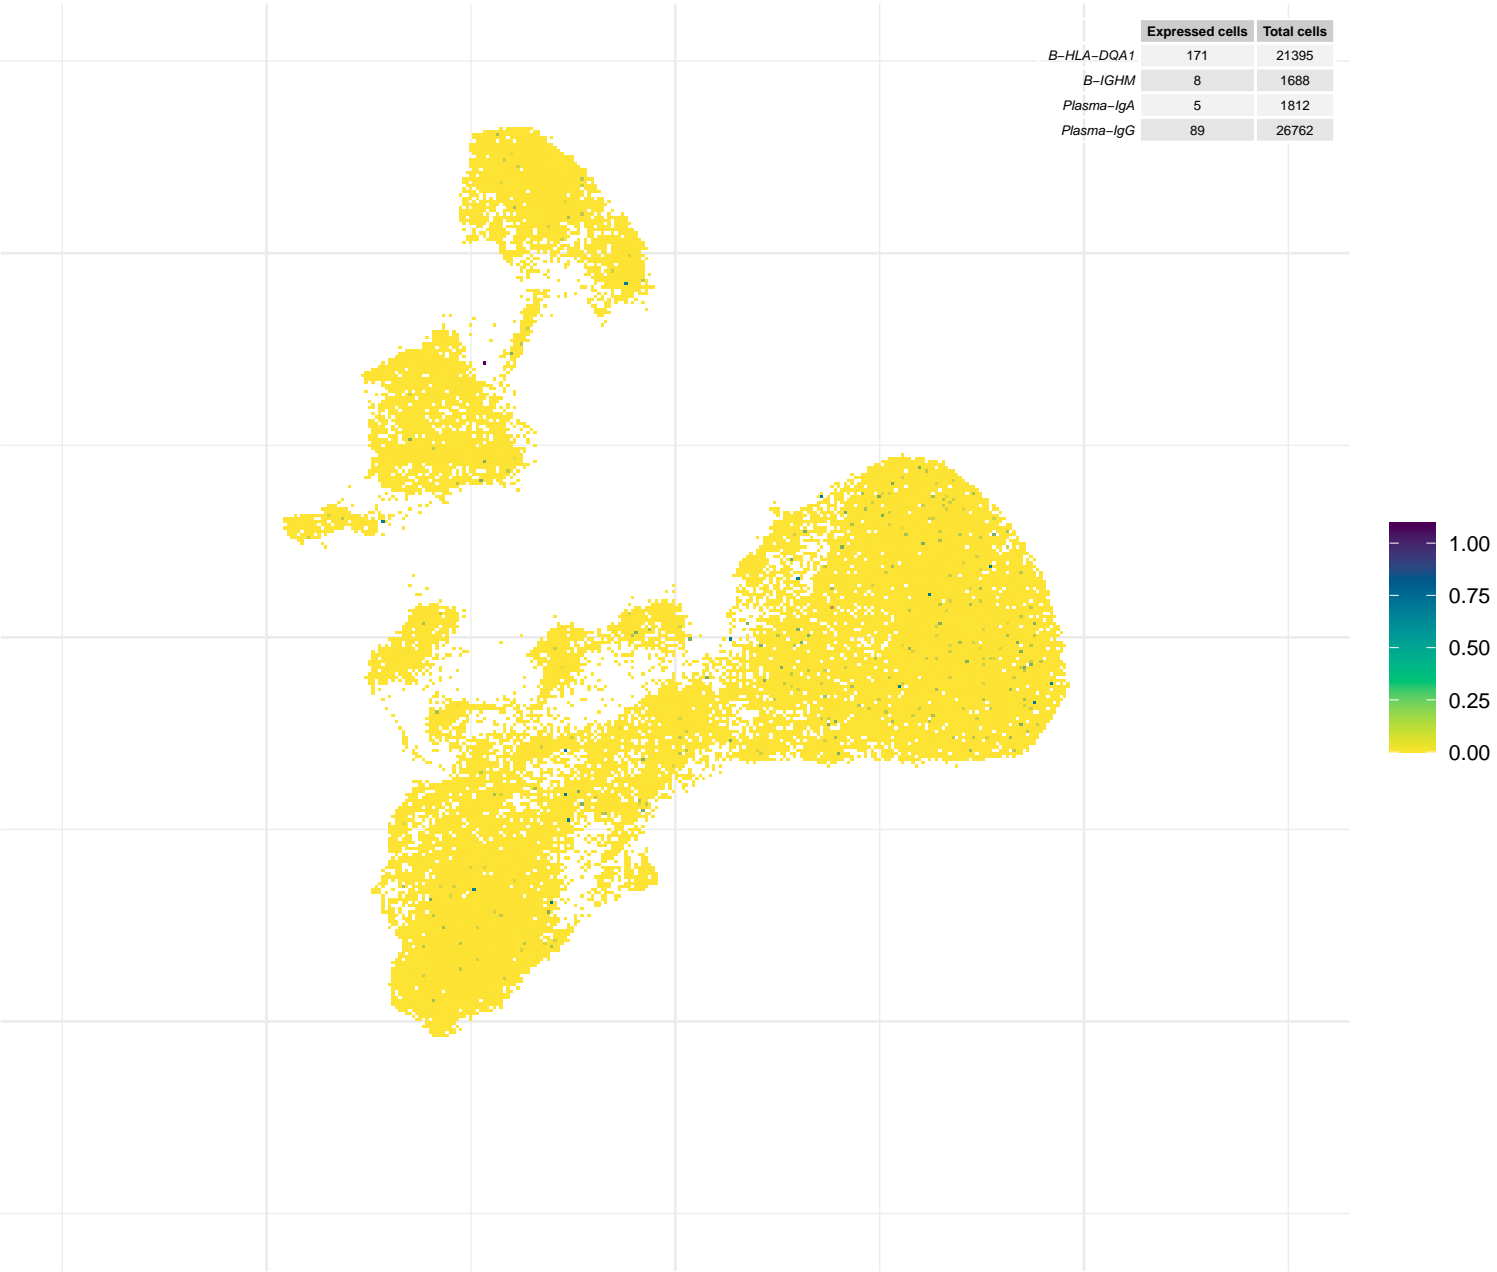 Expressed cells Total cells
B−HLA−DQA1 171 21395
B−IGHM 8 1688
Plasma−IgA 5 1812
Plasma−IgG 89 26762
1.00
0.75
0.50
0.25
0.00